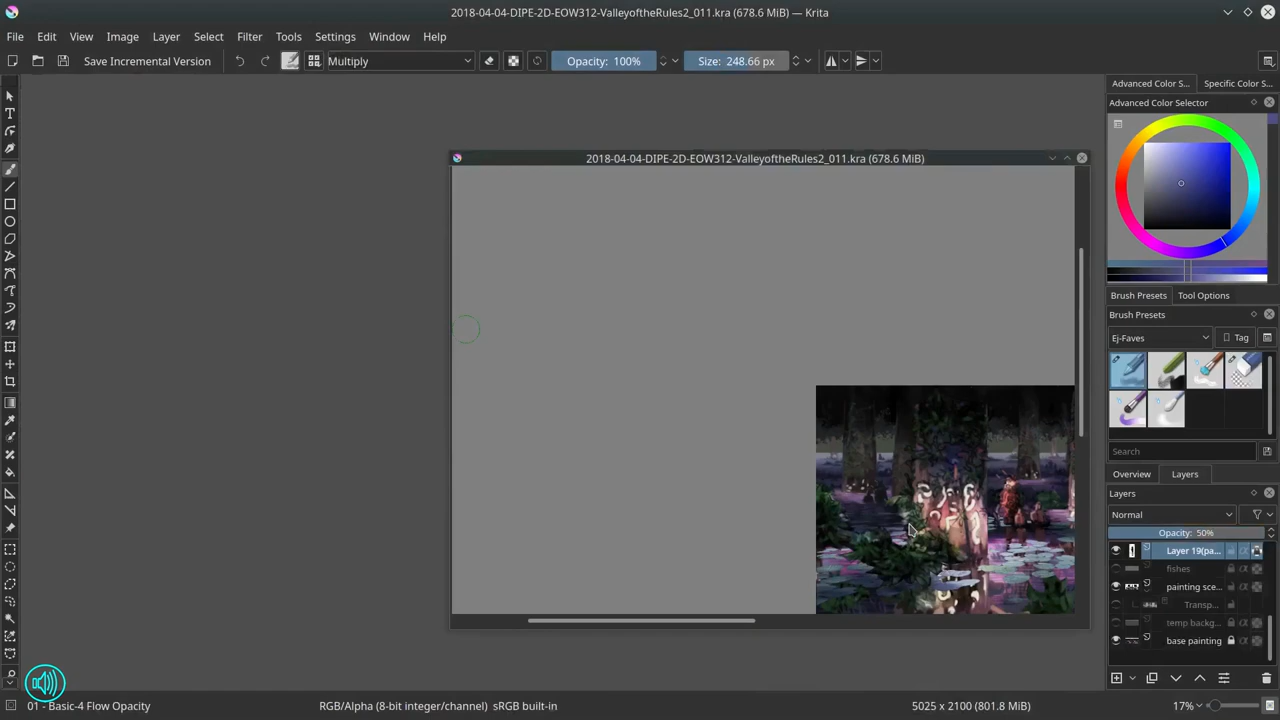 2018-04-04-DIPE-2D-EOW312-ValleyoftheRules2_011.kra (678.6 MiB) — Krita
File Edit View Image Layer Select Filter Tools Settings Window Help
Save Incremental Version Multiply Opacity: 100% Size: 248.66 px
Advanced Color S... Specific Color S...
Advanced Color Selector
2018-04-04-DIPE-2D-EOW312-ValleyoftheRules2_011.kra (678.6 MiB)
Brush Presets Tool Options
Brush Presets
Ej-Faves Tag
Search
Overview Layers
Layers
Normal
Opacity: 50%
Layer 19(pa...
fishes
painting sce...
Transp...
temp backg...
base painting
01 - Basic-4 Flow Opacity RGB/Alpha (8-bit integer/channel) sRGB built-in 5025 x 2100 (801.8 MiB) 17%